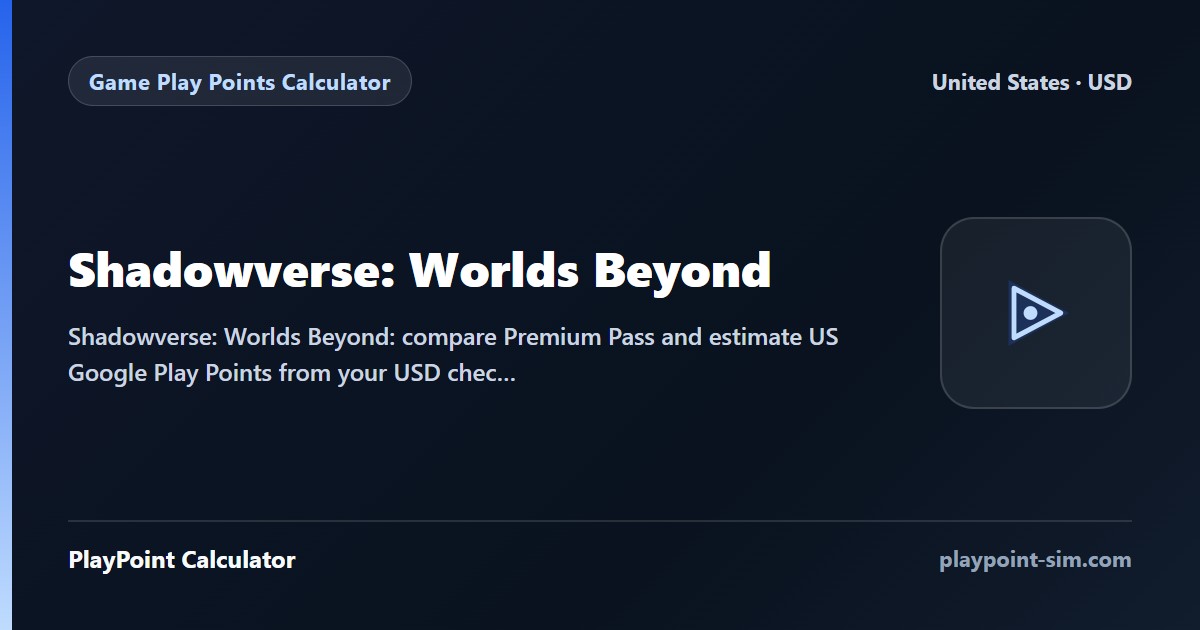 Game Play Points Calculator
United States · USD
Shadowverse: Worlds Beyond
Shadowverse: Worlds Beyond: compare Premium Pass and estimate US
Google Play Points from your USD chec...
PlayPoint Calculator
playpoint-sim.com